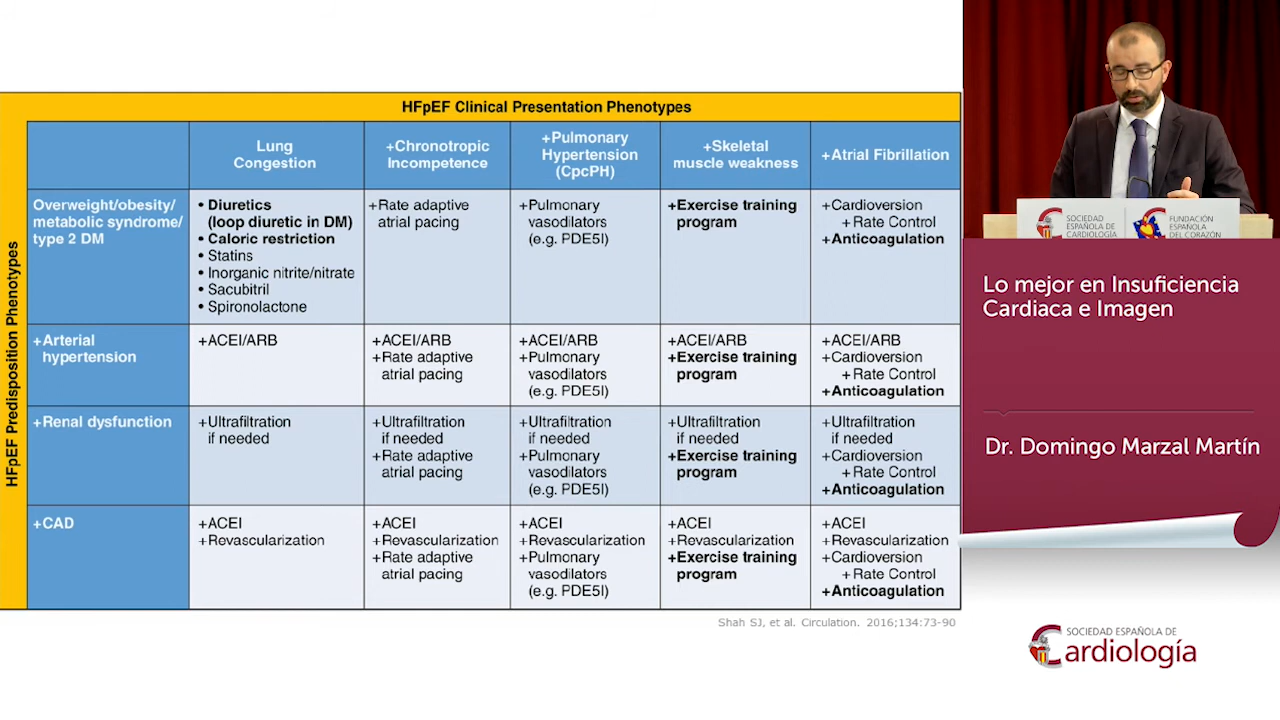 HFpEF Clinical Presentation Phenotypes
HFpEF Predisposition Phenotypes
Lung
Congestion
+Chronotropic
Incompetence
+Pulmonary
Hypertension
(CpcPH)
+Skeletal
muscle weakness
+Atrial Fibrillation
Overweight/obesity/
metabolic syndrome/
type 2 DM
• Diuretics
(loop diuretic in DM)
• Caloric restriction
• Statins
• Inorganic nitrite/nitrate
• Sacubitril
• Spironolactone
+Rate adaptive
atrial pacing
+Pulmonary
vasodilators
(e.g. PDE5I)
+Exercise training
program
+Cardioversion
+Rate Control
+Anticoagulation
+Arterial
hypertension
+ACEI/ARB
+ACEI/ARB
+Rate adaptive
atrial pacing
+ACEI/ARB
+Pulmonary
vasodilators
(e.g. PDE5I)
+ACEI/ARB
+Exercise training
program
+ACEI/ARB
+Cardioversion
+Rate Control
+Anticoagulation
+Renal dysfunction
+Ultrafiltration
if needed
+Ultrafiltration
if needed
+Rate adaptive
atrial pacing
+Ultrafiltration
if needed
+Pulmonary
vasodilators
(e.g. PDE5I)
+Ultrafiltration
if needed
+Exercise training
program
+Ultrafiltration
if needed
+Cardioversion
+Rate Control
+Anticoagulation
+CAD
+ACEI
+Revascularization
+ACEI
+Revascularization
+Rate adaptive
atrial pacing
+ACEI
+Revascularization
+Pulmonary
vasodilators
(e.g. PDE5I)
+ACEI
+Revascularization
+Exercise training
program
+ACEI
+Revascularization
+Cardioversion
+Rate Control
+Anticoagulation
Shah SJ, et al. Circulation. 2016;134:73-90
SOCIEDAD
ESPAÑOLA DE
CARDIOLOGÍA
FUNDACIÓN
ESPAÑOLA
DEL CORAZÓN
Lo mejor en Insuficiencia
Cardiaca e Imagen
Dr. Domingo Marzal Martín
SOCIEDAD ESPAÑOLA DE
Cardiología